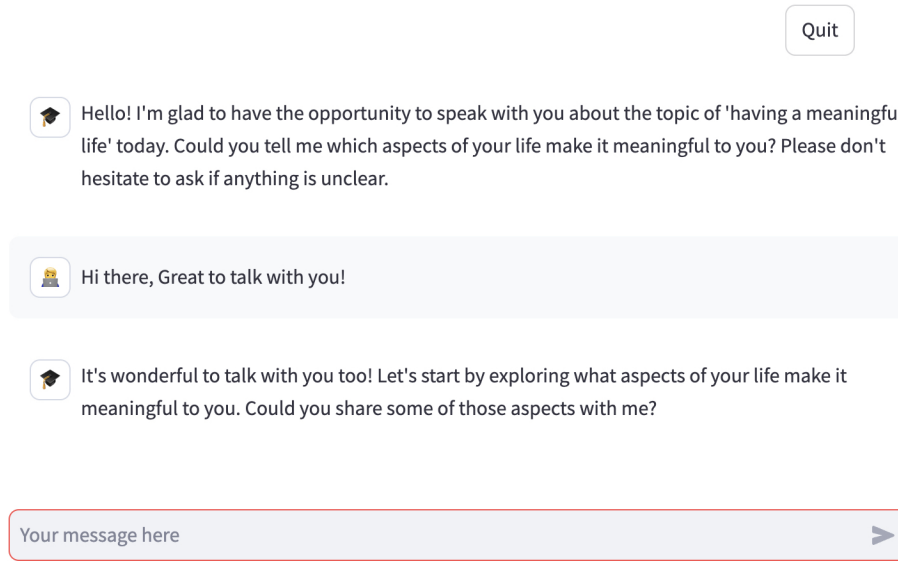 Quit
Hello! I'm glad to have the opportunity to speak with you about the topic of 'having a meaningfu
life' today. Could you tell me which aspects of your life make it meaningful to you? Please don't
hesitate to ask if anything is unclear.
Hi there, Great to talk with you!
It's wonderful to talk with you too! Let's start by exploring what aspects of your life make it
meaningful to you. Could you share some of those aspects with me?
Your message here